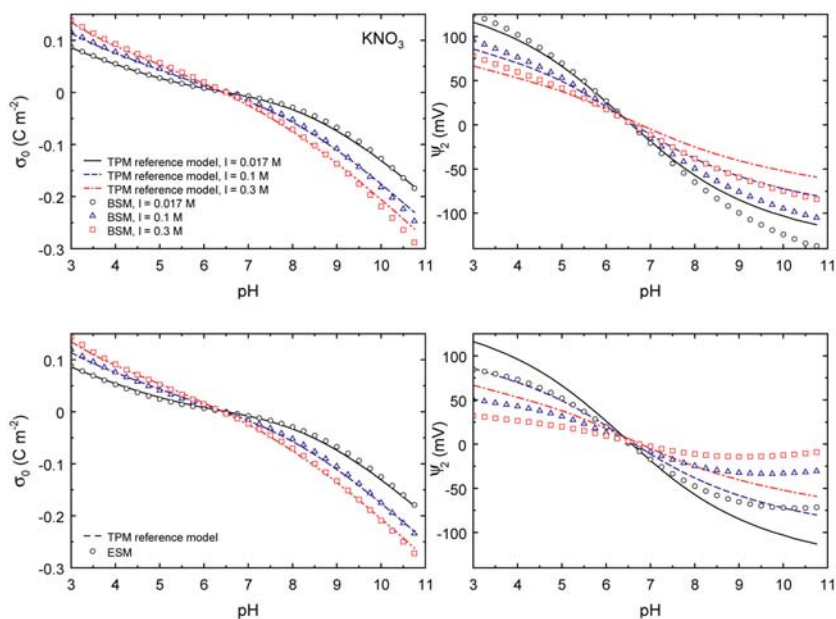 KNO3
σ0 (C m-2)
0.1
0
-0.1
-0.2
-0.3
TPM reference model, I = 0.017 M
TPM reference model, I = 0.1 M
TPM reference model, I = 0.3 M
BSM, I = 0.017 M
BSM, I = 0.1 M
BSM, I = 0.3 M
3 4 5 6 7 8 9 10 11
pH
ψ2 (mV)
100
50
0
-50
-100
3 4 5 6 7 8 9 10 11
pH
σ0 (C m-2)
0.1
0
-0.1
-0.2
-0.3
TPM reference model
ESM
3 4 5 6 7 8 9 10 11
pH
ψ2 (mV)
100
50
0
-50
-100
3 4 5 6 7 8 9 10 11
pH